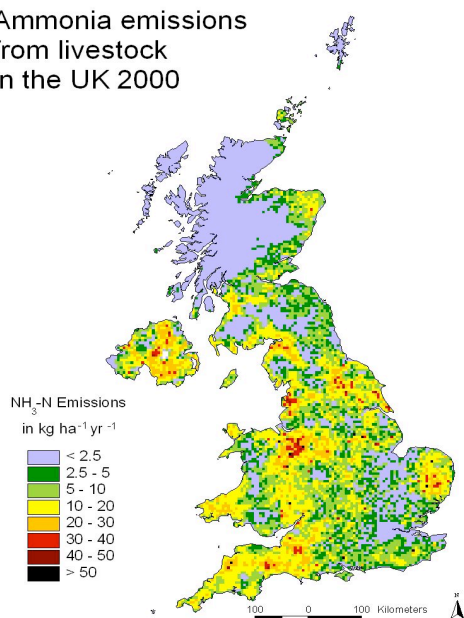 Ammonia emissions
from livestock
in the UK 2000
NH3-N Emissions
in kg ha-1 yr -1
< 2.5
2.5 - 5
5 - 10
10 - 20
20 - 30
30 - 40
40 - 50
> 50
100 0 100 Kilometers
N